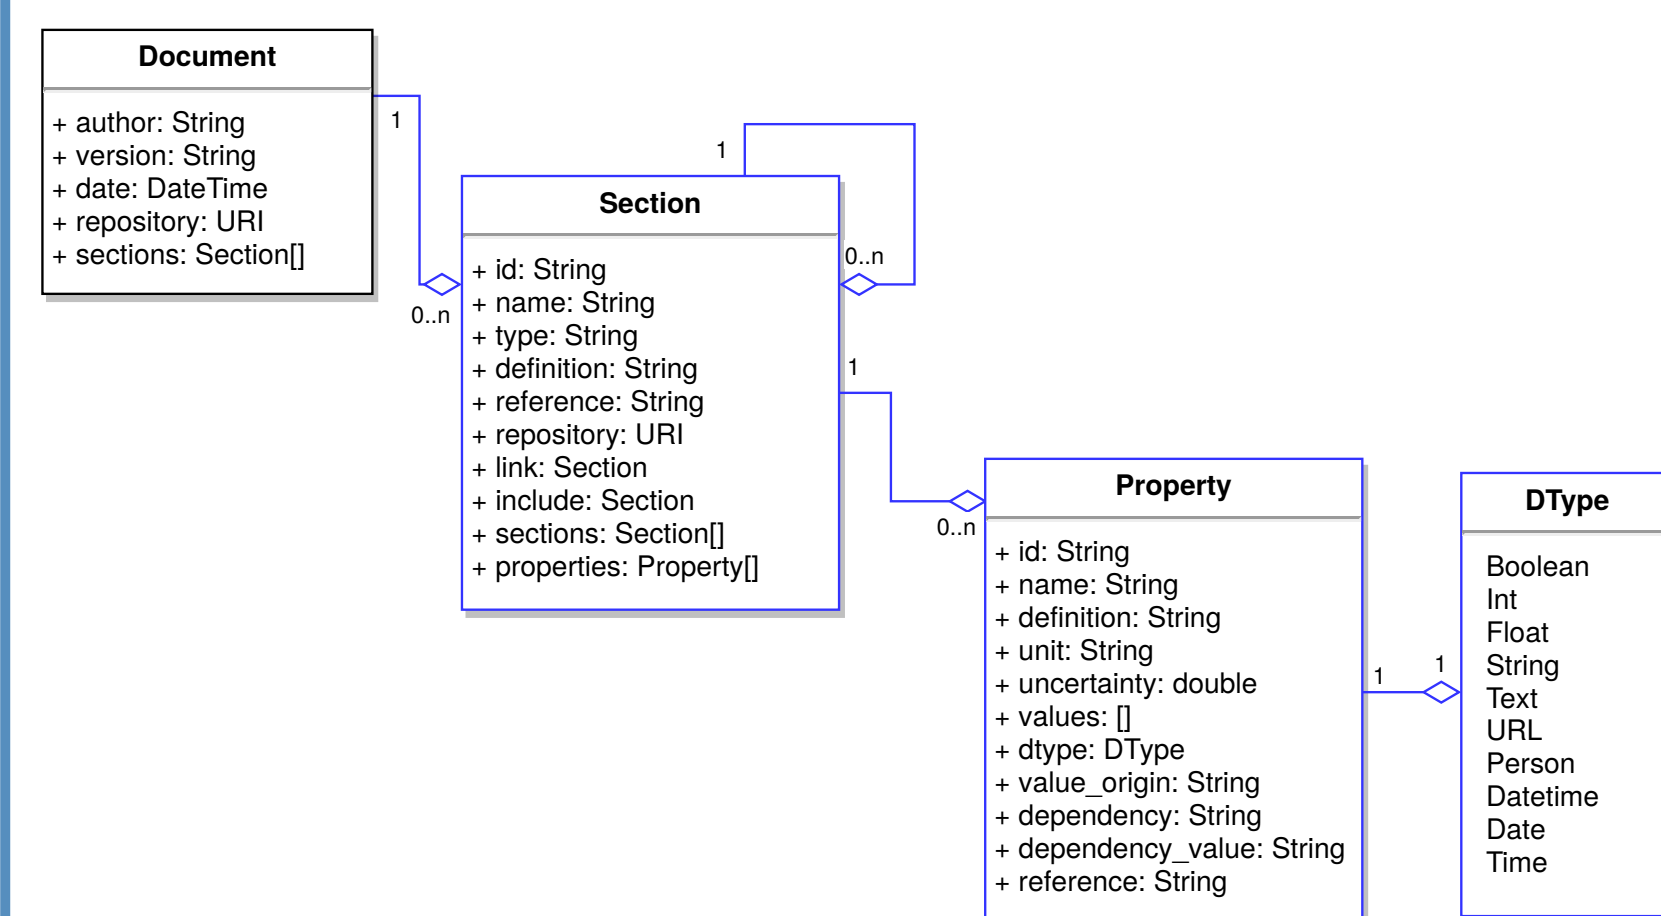 Document
+ author: String
+ version: String
+ date: DateTime
+ repository: URI
+ sections: Section[]
1
0..n
1
Section
0..n
+ id: String
+ name: String
+ type: String
+ definition: String
+ reference: String
+ repository: URI
+ link: Section
+ include: Section
+ sections: Section[]
+ properties: Property[]
1
0..n
Property
+ id: String
+ name: String
+ definition: String
+ unit: String
+ uncertainty: double
+ values: []
+ dtype: DType
+ value_origin: String
+ dependency: String
+ dependency_value: String
+ reference: String
1
1
DType
Boolean
Int
Float
String
Text
URL
Person
Datetime
Date
Time